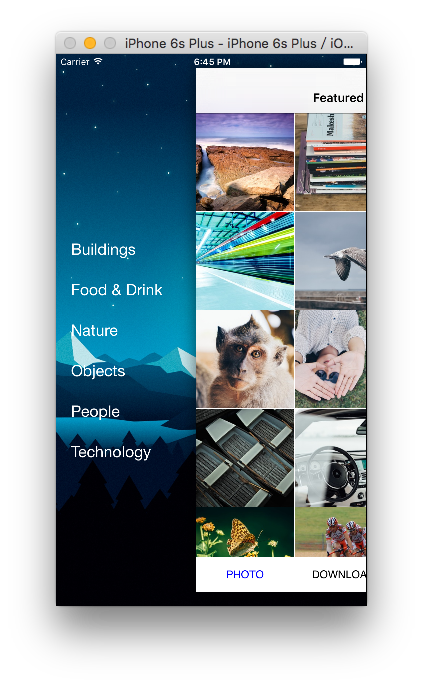 iPhone 6s Plus - iPhone 6s Plus / iO...
Carrier 6:45 PM
Featured
Makesh
Buildings
Food & Drink
Nature
Objects
People
Technology
PHOTO DOWNLOA